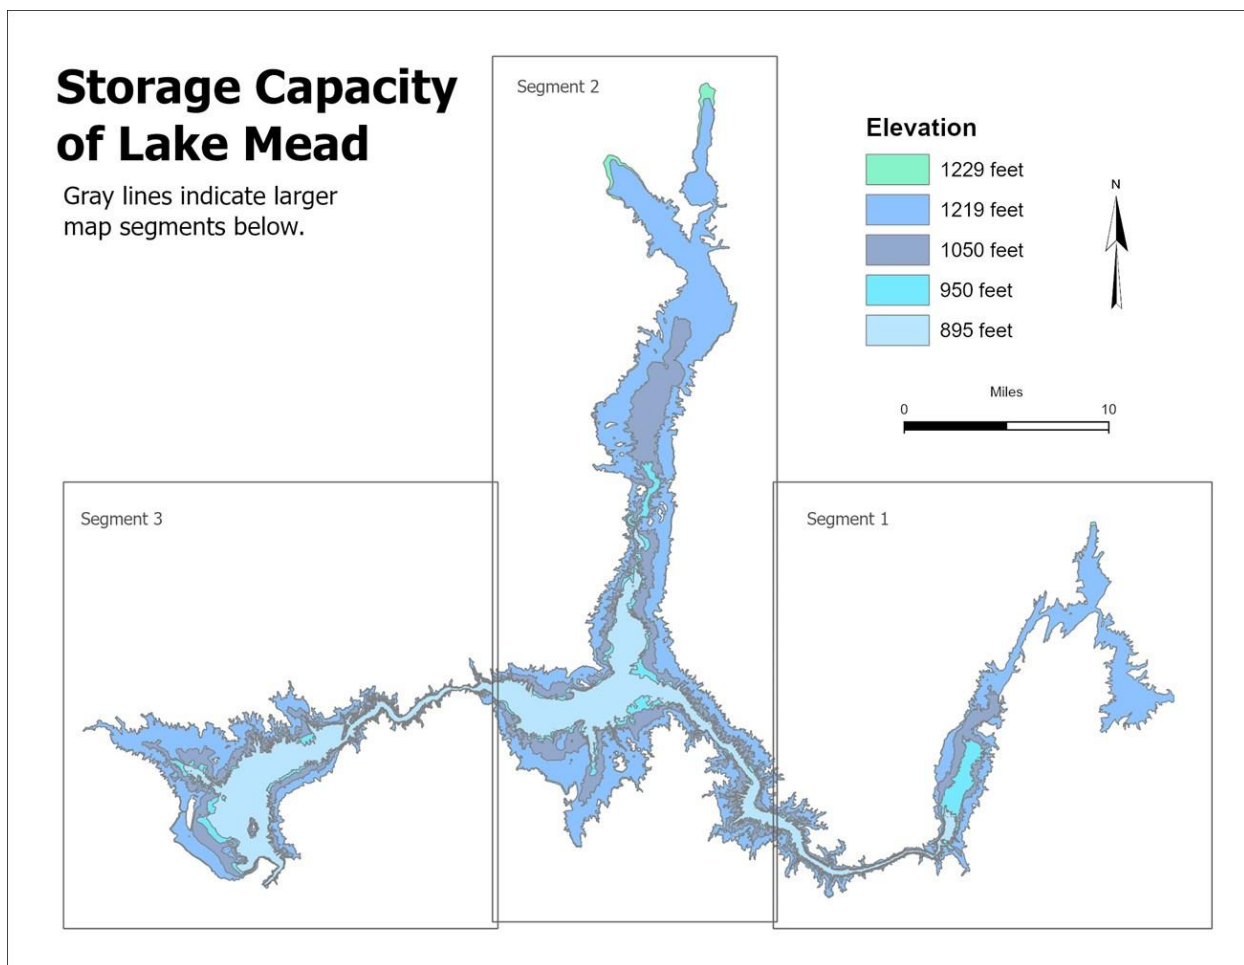 Storage Capacity
of Lake Mead
Gray lines indicate larger
map segments below.
Segment 2
Elevation
1229 feet
1219 feet
1050 feet
950 feet
895 feet
N
Miles
0 10
Segment 3
Segment 1